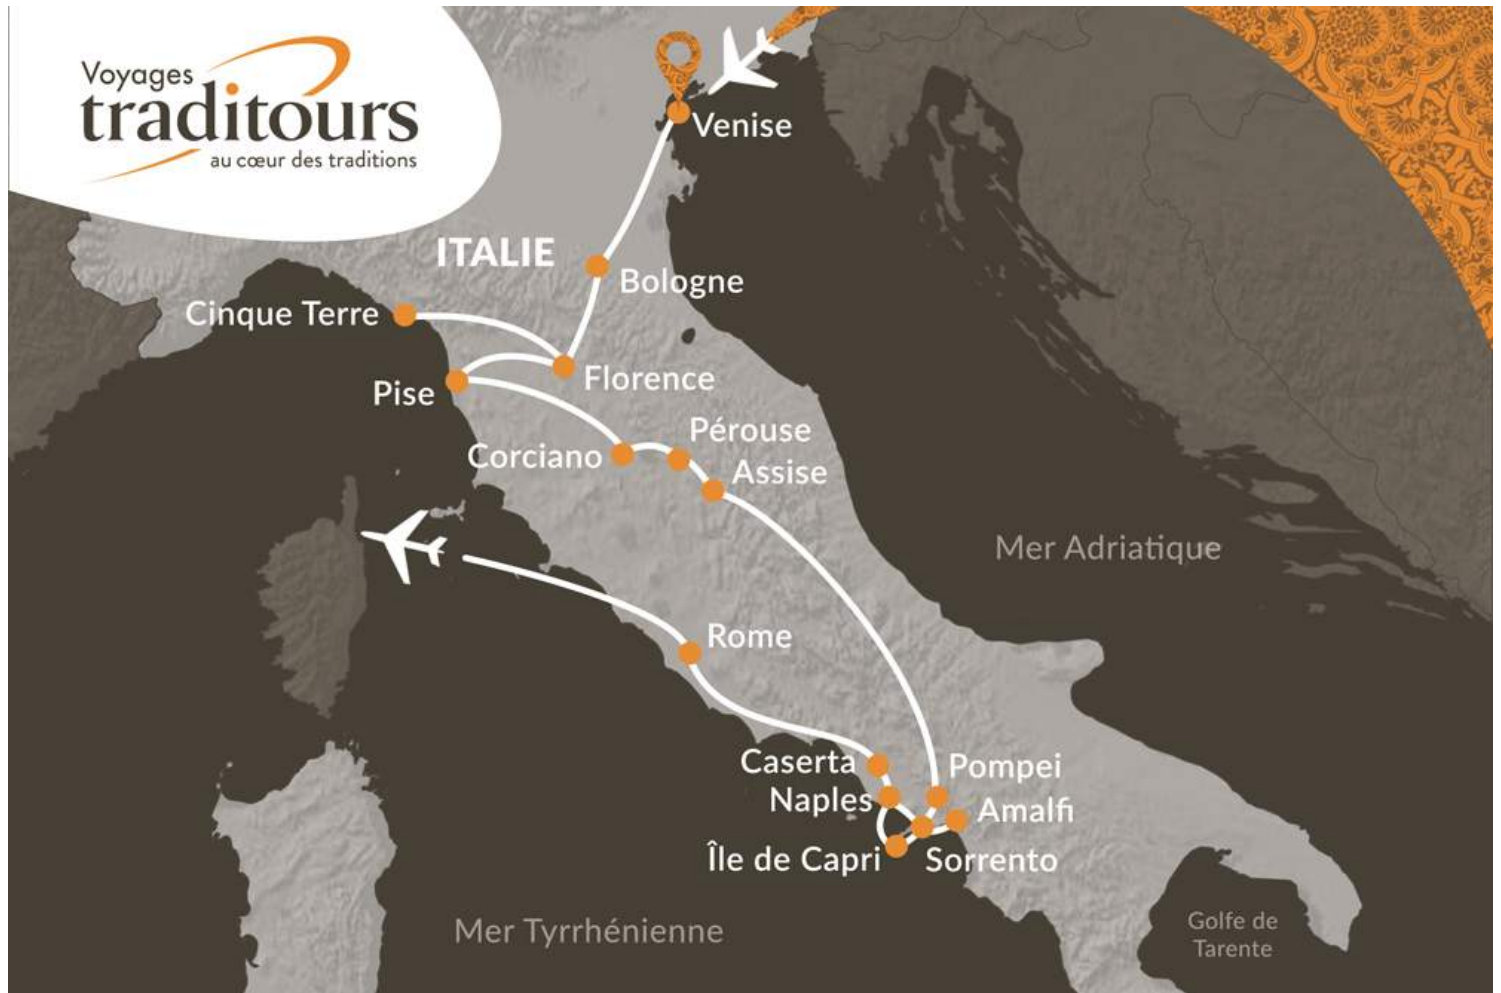 Voyages
traditours
au cœur des traditions
Venise
ITALIE
Bologne
Cinque Terre
Florence
Pise
Pérouse
Corciano
Assise
Mer Adriatique
Rome
Caserta
Pompei
Naples
Amalfi
Île de Capri
Sorrento
Mer Tyrrhénienne
Golfe de
Tarente